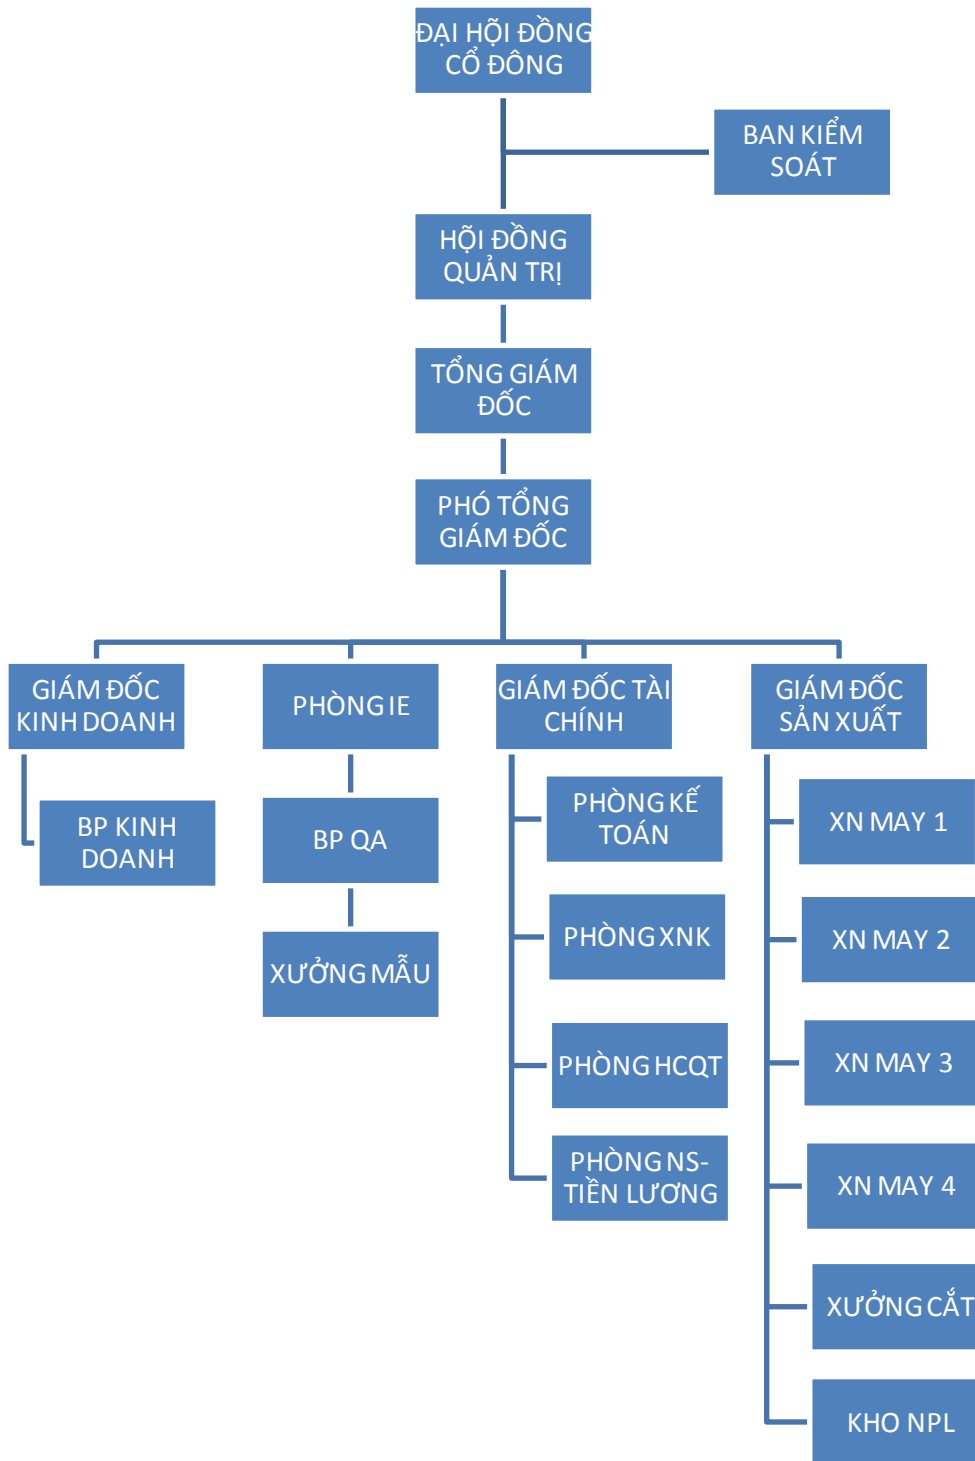 ĐẠI HỘI ĐỒNG
CỔ ĐÔNG
BAN KIỂM
SOÁT
HỘI ĐỒNG
QUẢN TRỊ
TỔNG GIÁM
ĐỐC
PHÓ TỔNG
GIÁM ĐỐC
GIÁM ĐỐC
KINH DOANH
PHÒNG IE
GIÁM ĐỐC TÀI
CHÍNH
GIÁM ĐỐC
SẢN XUẤT
BP KINH
DOANH
BP QA
XƯỞNG MẪU
PHÒNG KẾ
TOÁN
PHÒNG XNK
PHÒNG HCQT
PHÒNG NS-
TIỀN LƯƠNG
XN MAY 1
XN MAY 2
XN MAY 3
XN MAY 4
XƯỞNG CẮT
KHO NPL